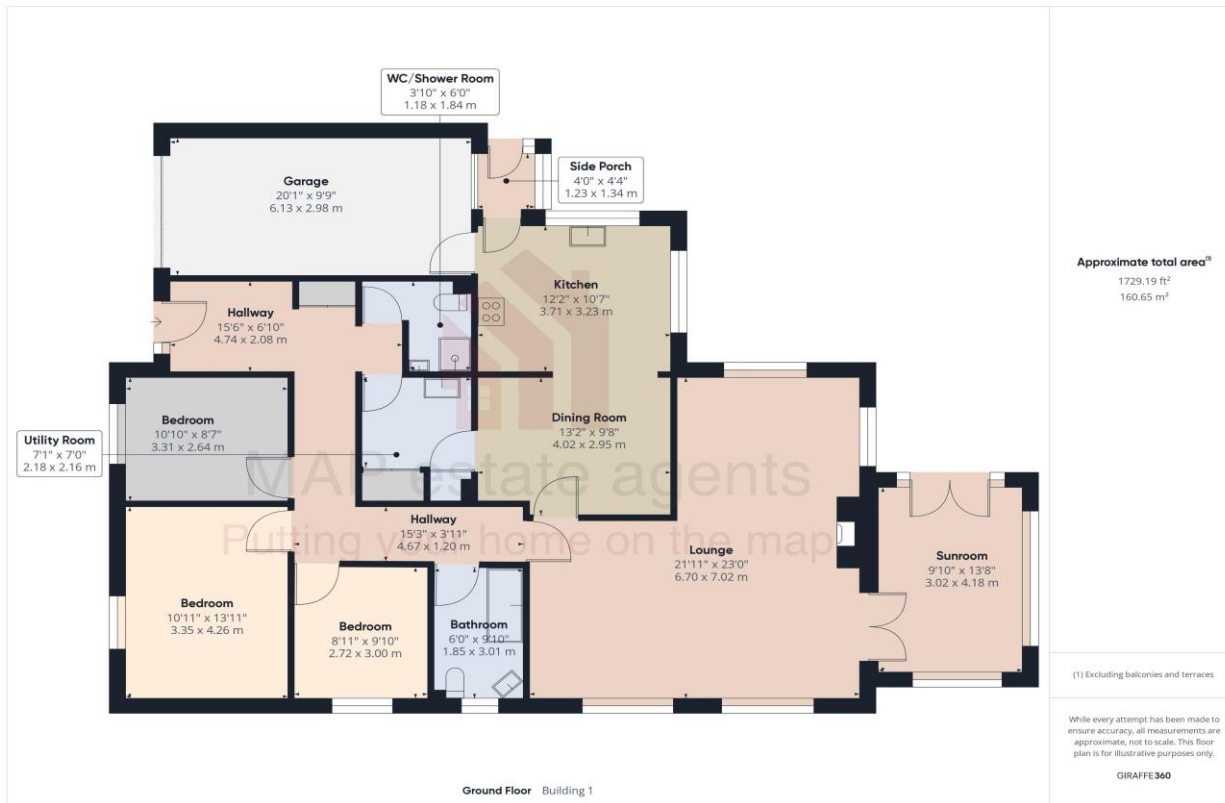 WC/Shower Room
3'10" x 6'0"
1.18 x 1.84 m
Side Porch
4'0" x 4'4"
1.23 x 1.34 m
Garage
20'1" x 9'9"
6.13 x 2.98 m
Kitchen
12'2" x 10'7"
3.71 x 3.23 m
Hallway
15'6" x 6'10"
4.74 x 2.08 m
Bedroom
10'10" x 8'7"
3.31 x 2.64 m
Dining Room
13'2" x 9'8"
4.02 x 2.95 m
Utility Room
7'1" x 7'0"
2.18 x 2.16 m
MAP estate agents
Putting your home on the map
Hallway
15'3" x 3'11"
4.67 x 1.20 m
Lounge
21'11" x 23'0"
6.70 x 7.02 m
Sunroom
9'10" x 13'8"
3.02 x 4.18 m
Bedroom
10'11" x 13'11"
3.35 x 4.26 m
Bedroom
8'11" x 9'10"
2.72 x 3.00 m
Bathroom
6'0" x 9'10"
1.85 x 3.01 m
Ground Floor Building 1
Approximate total area(1)
1729.19 ft²
160.65 m²
(1) Excluding balconies and terraces
While every attempt has been made to
ensure accuracy, all measurements are
approximate, not to scale. This floor
plan is for illustrative purposes only.
GIRAFFE360